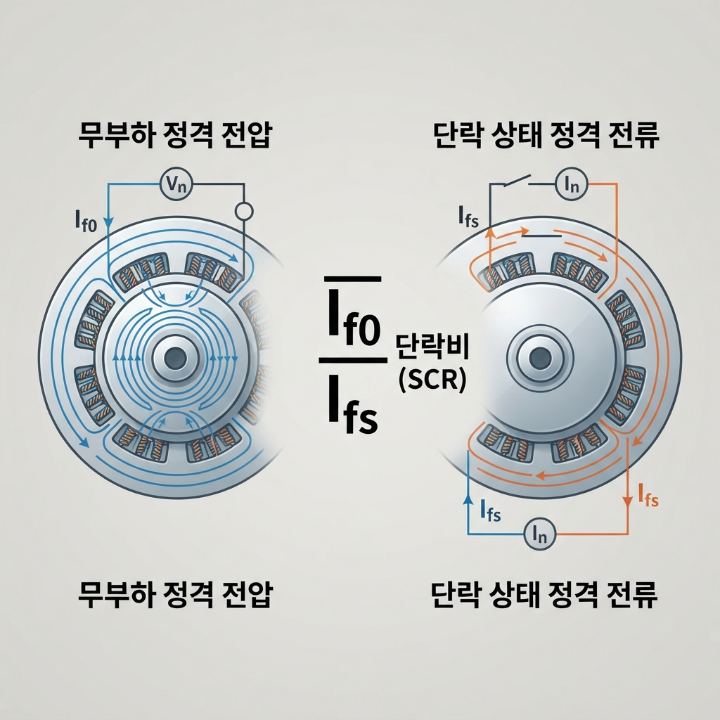 무부하 정격 전압
단락 상태 정격 전류
Vn
In
If0
Ifs
If0
Ifs
단락비
(SCR)
Ifs
Ifs
In
무부하 정격 전압
단락 상태 정격 전류